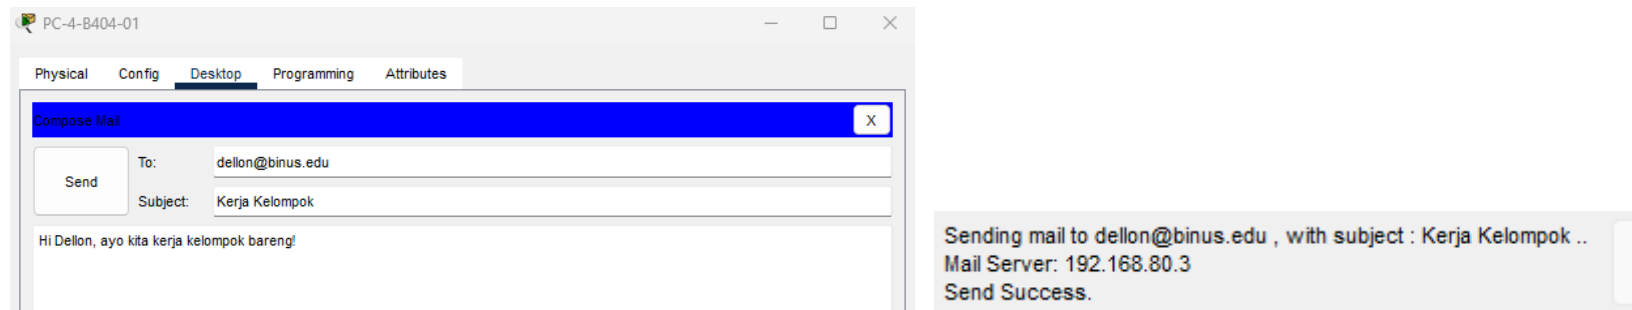 PC-4-B404-01
Physical Config Desktop Programming Attributes
Compose Mail
X
Send
To: dellon@binus.edu
Subject: Kerja Kelompok
Hi Dellon, ayo kita kerja kelompok bareng!
Sending mail to dellon@binus.edu , with subject : Kerja Kelompok ..
Mail Server: 192.168.80.3
Send Success.